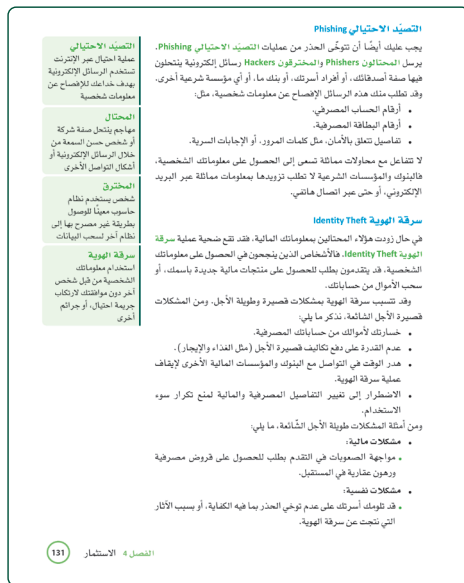 التصيّد الاحتيالي Phishing
يجب عليك أيضًا أن تتوخّى الحذر من عمليات التصيّد الاحتيالي Phishing.
يرسل المحتالون Phishers والمخترقون Hackers رسائل إلكترونية ينتحلون
فيها صفة أصدقائك، أو أفراد أسرتك، أو بنك ما، أو أي مؤسسة شرعية أخرى،
وقد تطلب منك هذه الرسائل الإفصاح عن معلومات شخصية، مثل:
• أرقام الحساب المصرفي.
• أرقام البطاقة المصرفية.
• تفاصيل تتعلق بالأمان، مثل كلمات المرور، أو الإجابات السرية.
لا تتفاعل مع محاولات مماثلة تسعى إلى الحصول على معلوماتك الشخصية،
فالبنوك والمؤسسات الشرعية لا تطلب تزويدها بمعلومات مماثلة عبر البريد
الإلكتروني، أو حتى عبر اتصال هاتفي.
سرقة الهوية Identity Theft
في حال زودت هؤلاء المحتالين بمعلوماتك المالية، فقد تقع ضحية عملية سرقة
الهوية Identity Theft. فالأشخاص الذين ينجحون في الحصول على معلوماتك
الشخصية، قد يتقدمون بطلب للحصول على منتجات مالية جديدة باسمك، أو
سحب الأموال من حساباتك.
وقد تتسبب سرقة الهوية بمشكلات قصيرة وطويلة الأجل. ومن المشكلات
قصيرة الأجل الشائعة، نذكر ما يلي:
• خسارتك لأموالك من حساباتك المصرفية.
• عدم القدرة على دفع تكاليف قصيرة الأجل (مثل الغذاء والإيجار).
• هدر الوقت في التواصل مع البنوك والمؤسسات المالية الأخرى لإيقاف
عملية سرقة الهوية.
• الاضطرار إلى تغيير التفاصيل المصرفية والمالية لمنع تكرار سوء
الاستخدام.
ومن أمثلة المشكلات طويلة الأجل الشّائعة، ما يلي:
• مشكلات مالية:
• مواجهة الصعوبات في التقدم بطلب للحصول على قروض مصرفية
ورهون عقارية في المستقبل.
• مشكلات نفسية:
• قد تلومك أسرتك على عدم توخي الحذر بما فيه الكفاية، أو بسبب الآثار
التي نتجت عن سرقة الهوية.
التصيّد الاحتيالي
عملية احتيال عبر الإنترنت
تستخدم الرسائل الإلكترونية
بهدف خداعك للإفصاح عن
معلومات شخصية
المحتال
مهاجم ينتحل صفة شركة
أو شخص حسن السمعة من
خلال الرسائل الإلكترونية أو
أشكال التواصل الأخرى
المخترق
شخص يستخدم نظام
حاسوب معينًا للوصول
بطريقة غير مصرح بها إلى
نظام آخر لسحب البيانات
سرقة الهوية
استخدام معلوماتك
الشخصية من قبل شخص
آخر دون موافقتك لارتكاب
جريمة احتيال، أو جرائم
أخرى
الفصل 4 الاستثمار 131